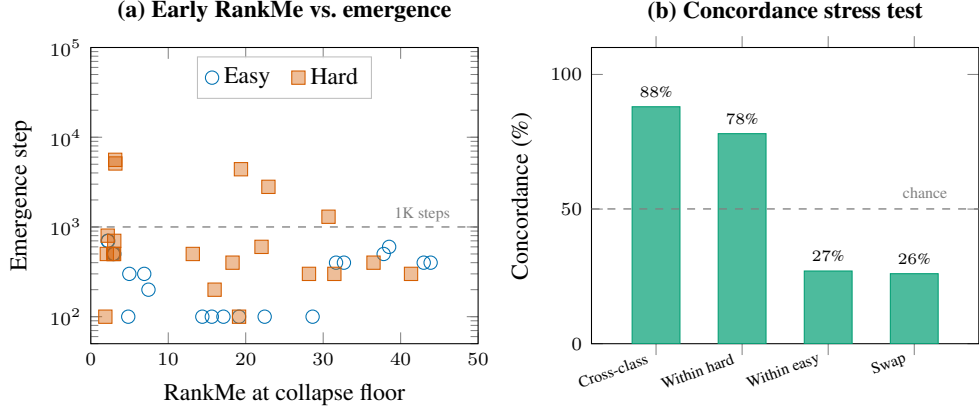 (a) Early RankMe vs. emergence
10^5
10^4
10^3
10^2
Emergence step
Easy
Hard
1K steps
0
10
20
30
40
50
RankMe at collapse floor
(b) Concordance stress test
100
50
0
Concordance (%)
88%
78%
27%
26%
chance
Cross-class
Within hard
Within easy
Swap